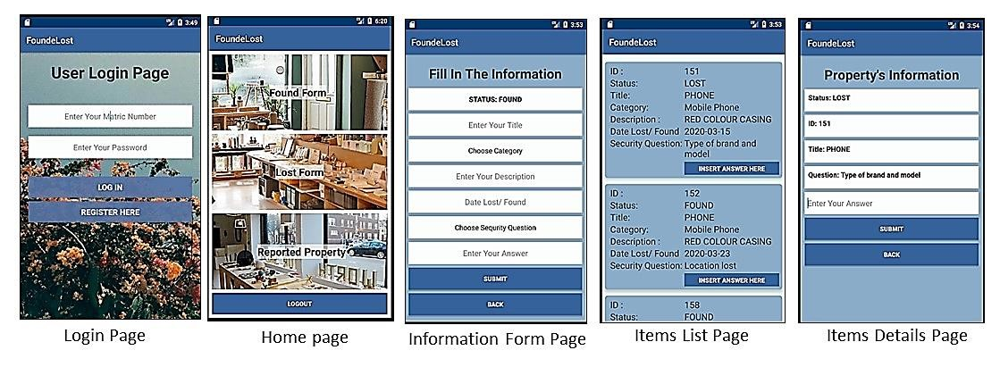 3:49
FoundeLost
User Login Page
Enter Your Matric Number
Enter Your Password
LOG IN
REGISTER HERE
Login Page
6:20
FoundeLost
Found Form
Lost Form
Reported Property
LOGOUT
Home page
3:53
FoundeLost
Fill In The Information
STATUS: FOUND
Enter Your Title
Choose Category
Enter Your Description
Date Lost/ Found
Choose Sequrity Question
Enter Your Answer
SUBMIT
BACK
Information Form Page
3:53
FoundeLost
ID : 151
Status: LOST
Title: PHONE
Category: Mobile Phone
Description : RED COLOUR CASING
Date Lost/ Found 2020-03-15
Security Question: Type of brand and
model
INSERT ANSWER HERE
ID : 152
Status: FOUND
Title: PHONE
Category: Mobile Phone
Description : RED COLOUR CASING
Date Lost/ Found 2020-03-23
Security Question: Location lost
INSERT ANSWER HERE
ID : 158
Status: FOUND
Items List Page
3:54
FoundeLost
Property's Information
Status: LOST
ID: 151
Title: PHONE
Question: Type of brand and model
Enter Your Answer
SUBMIT
BACK
Items Details Page